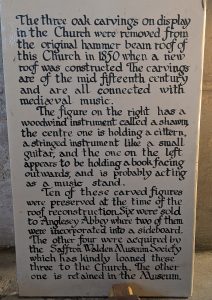 The three oak carvings on display
in the Church were removed from
the original hammer beam roof of
this Church in 1850 when a new
roof was constructed The carvings
are of the mid fifteenth century
and are all connected with
mediæval music.
The figure on the right has a
woodwind instrument called a shawm,
the centre one is holding a cittern,
a stringed instrument like a small
guitar, and the one on the left
appears to be holding a book facing
outwards, and is probably acting
as a music stand.
Ten of these carved figures
were preserved at the time of the
roof reconstruction. Six were sold
to Anglesey Abbey where two of them
were incorporated into a sideboard.
The other four were acquired by
the Saffron Walden Museum Society
which has kindly loaned these
three to the Church. The other
one is retained in the Museum.